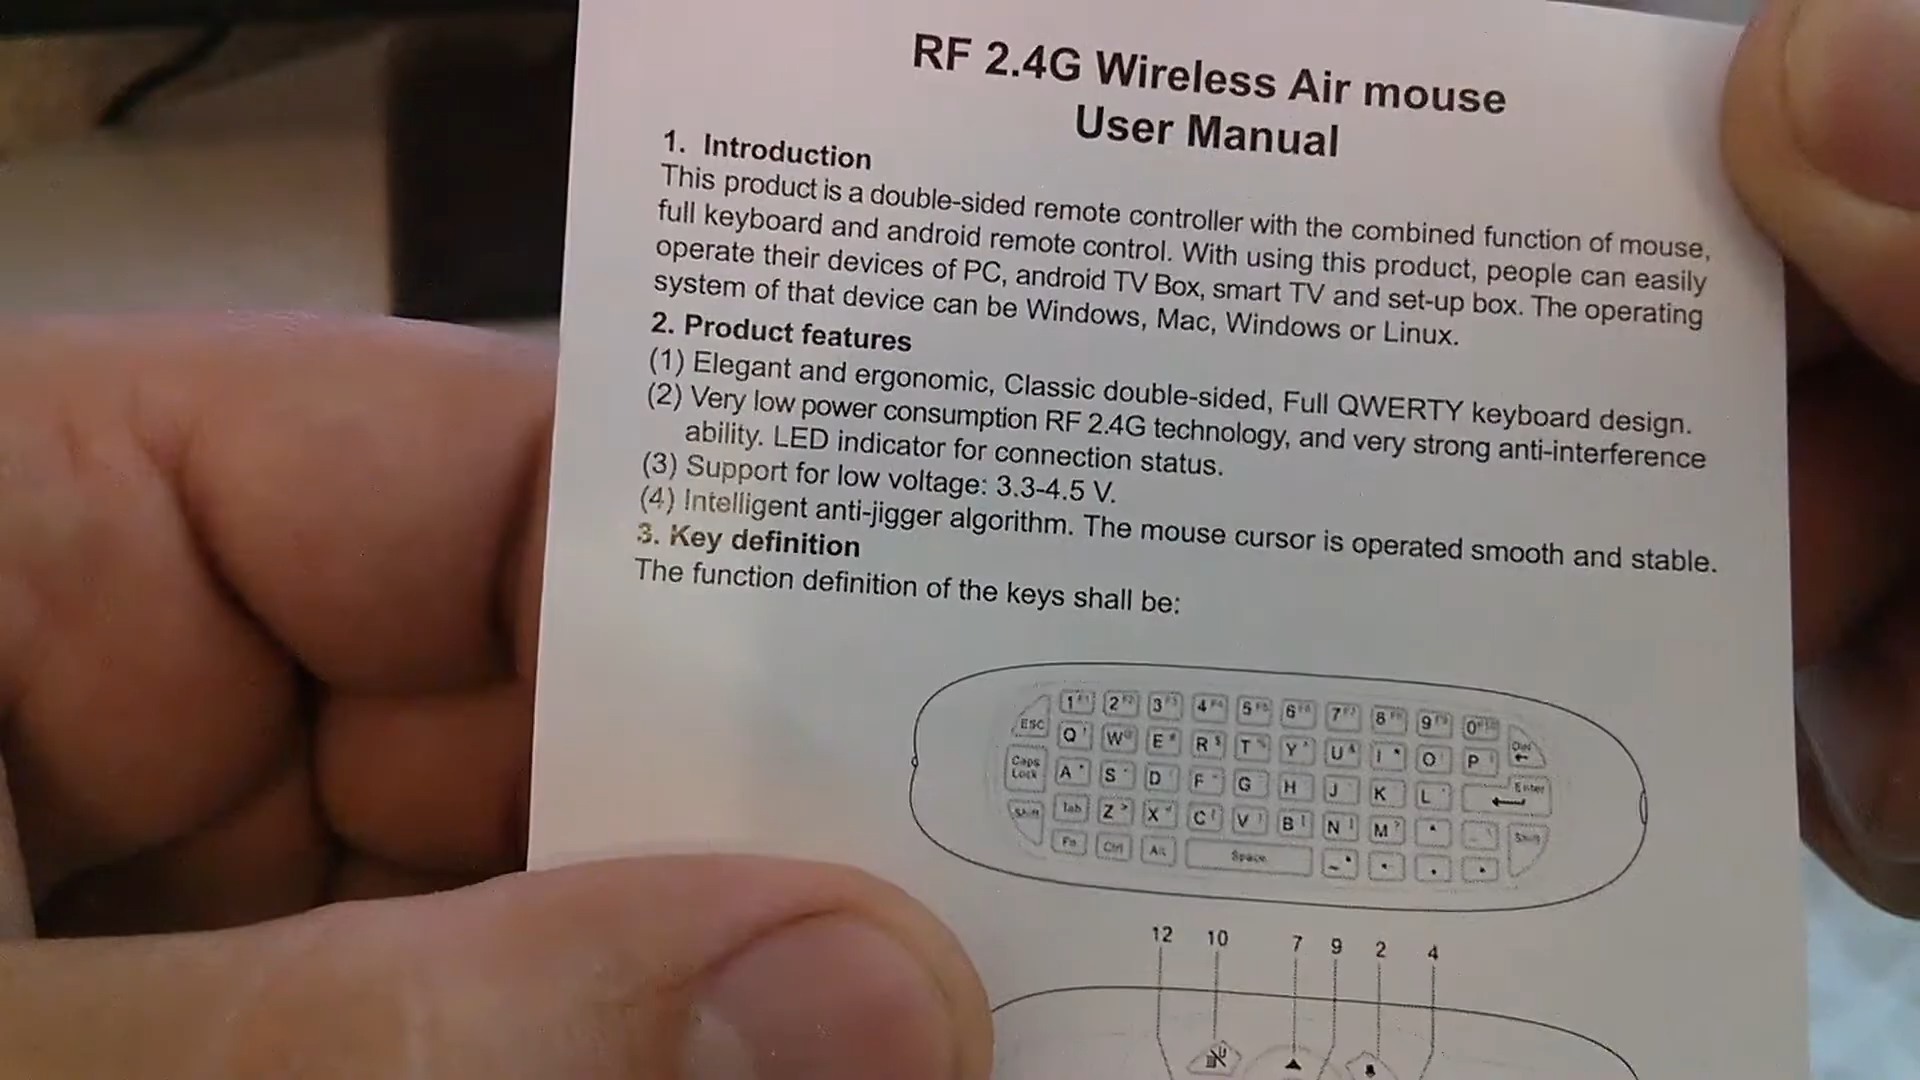 RF 2.4G Wireless Air mouse
User Manual
1. Introduction
This product is a double-sided remote controller with the combined function of mouse,
full keyboard and android remote control. With using this product, people can easily
operate their devices of PC, android TV Box, smart TV and set-up box. The operating
system of that device can be Windows, Mac, Windows or Linux.
2. Product features
(1) Elegant and ergonomic, Classic double-sided, Full QWERTY keyboard design.
(2) Very low power consumption RF 2.4G technology, and very strong anti-interference
ability. LED indicator for connection status.
(3) Support for low voltage: 3.3-4.5 V.
(4) Intelligent anti-jigger algorithm. The mouse cursor is operated smooth and stable.
3. Key definition
The function definition of the keys shall be:
ESC 1 2 3 4 5 6 7 8 9 0
Q W E R T Y U I O P Del
Caps Lock A S D F G H J K L Enter
Shift Tab Z X C V B N M Shift
Fn Ctrl Alt Space
12 10 7 9 2 4